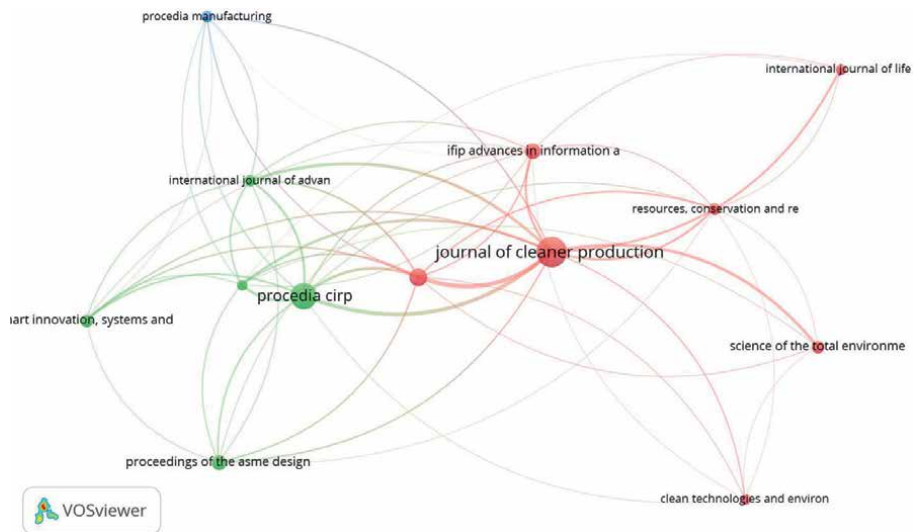 procedia manufacturing
international journal of life
ifip advances in information a
international journal of advan
resources, conservation and re
journal of cleaner production
procedia cirp
nart innovation, systems and
science of the total environme
proceedings of the asme design
clean technologies and environ
VOSviewer